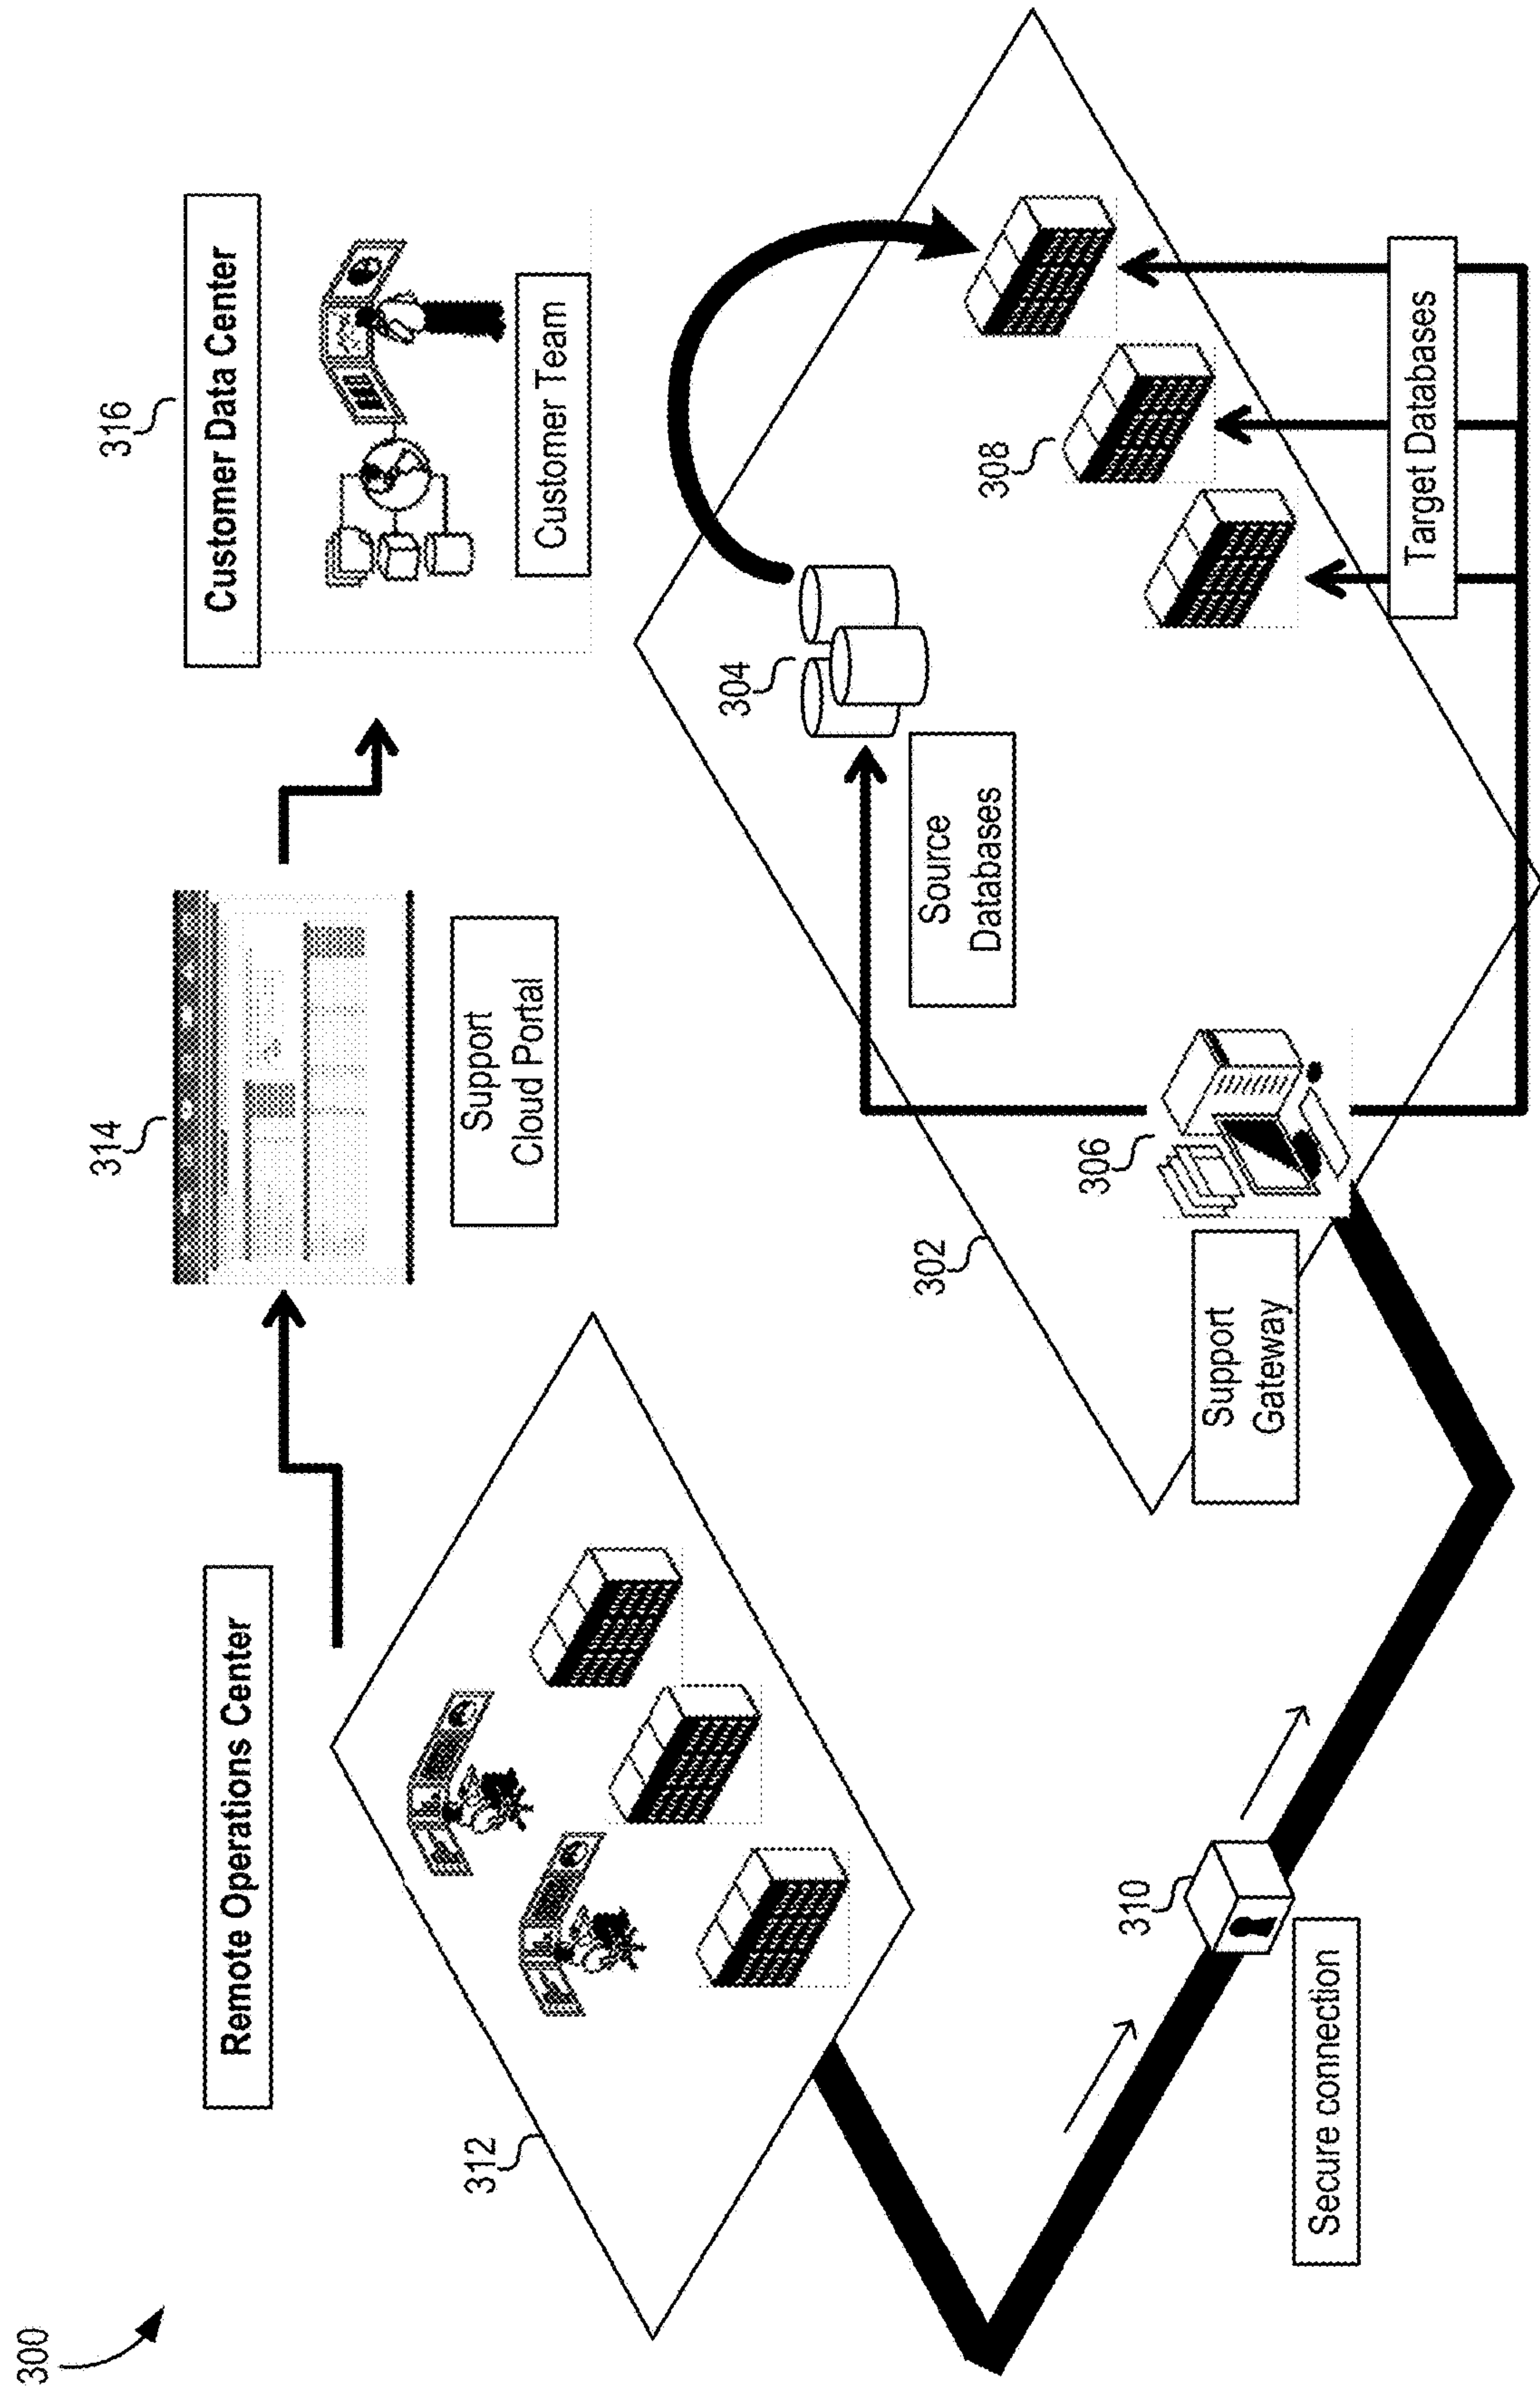 300
Remote Operations Center
312
314
Support
Cloud Portal
316
Customer Data Center
Customer Team
304
Source
Databases
302
306
Support
Gateway
308
Target Databases
310
Secure connection